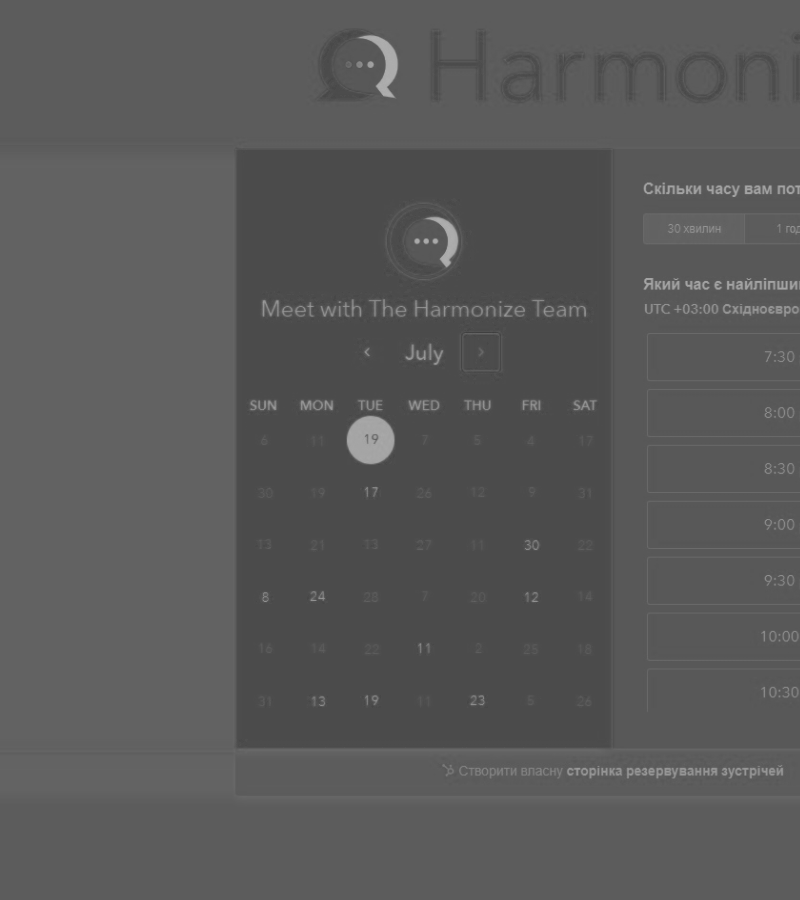 Harmoni
Meet with The Harmonize Team
July
SUN MON TUE WED THU FRI SAT
6 11 19 7 5 4 17
30 19 17 26 12 9 31
13 21 13 27 11 30 22
8 24 28 7 20 12 14
16 14 22 11 2 25 18
31 13 19 11 23 5 26
Скільки часу вам пот
30 хвилин 1 год
Який час є найліпши
UTC +03:00 Східноєвро
7:30
8:00
8:30
9:00
9:30
10:00
10:30
Створити власну сторінка резервування зустрічей